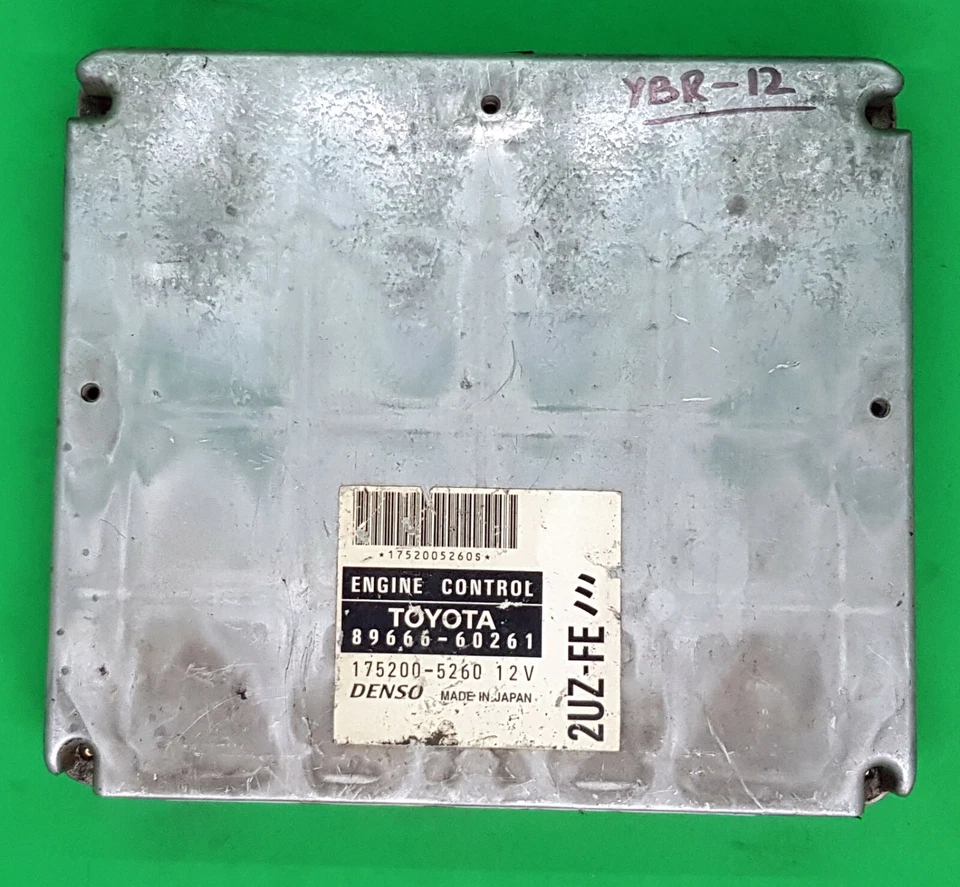 YBR-12
*1752005260S*
ENGINE CONTROL
TOYOTA
89666-60261
175200-5260 12V
DENSO MADE IN JAPAN
2UZ-FE